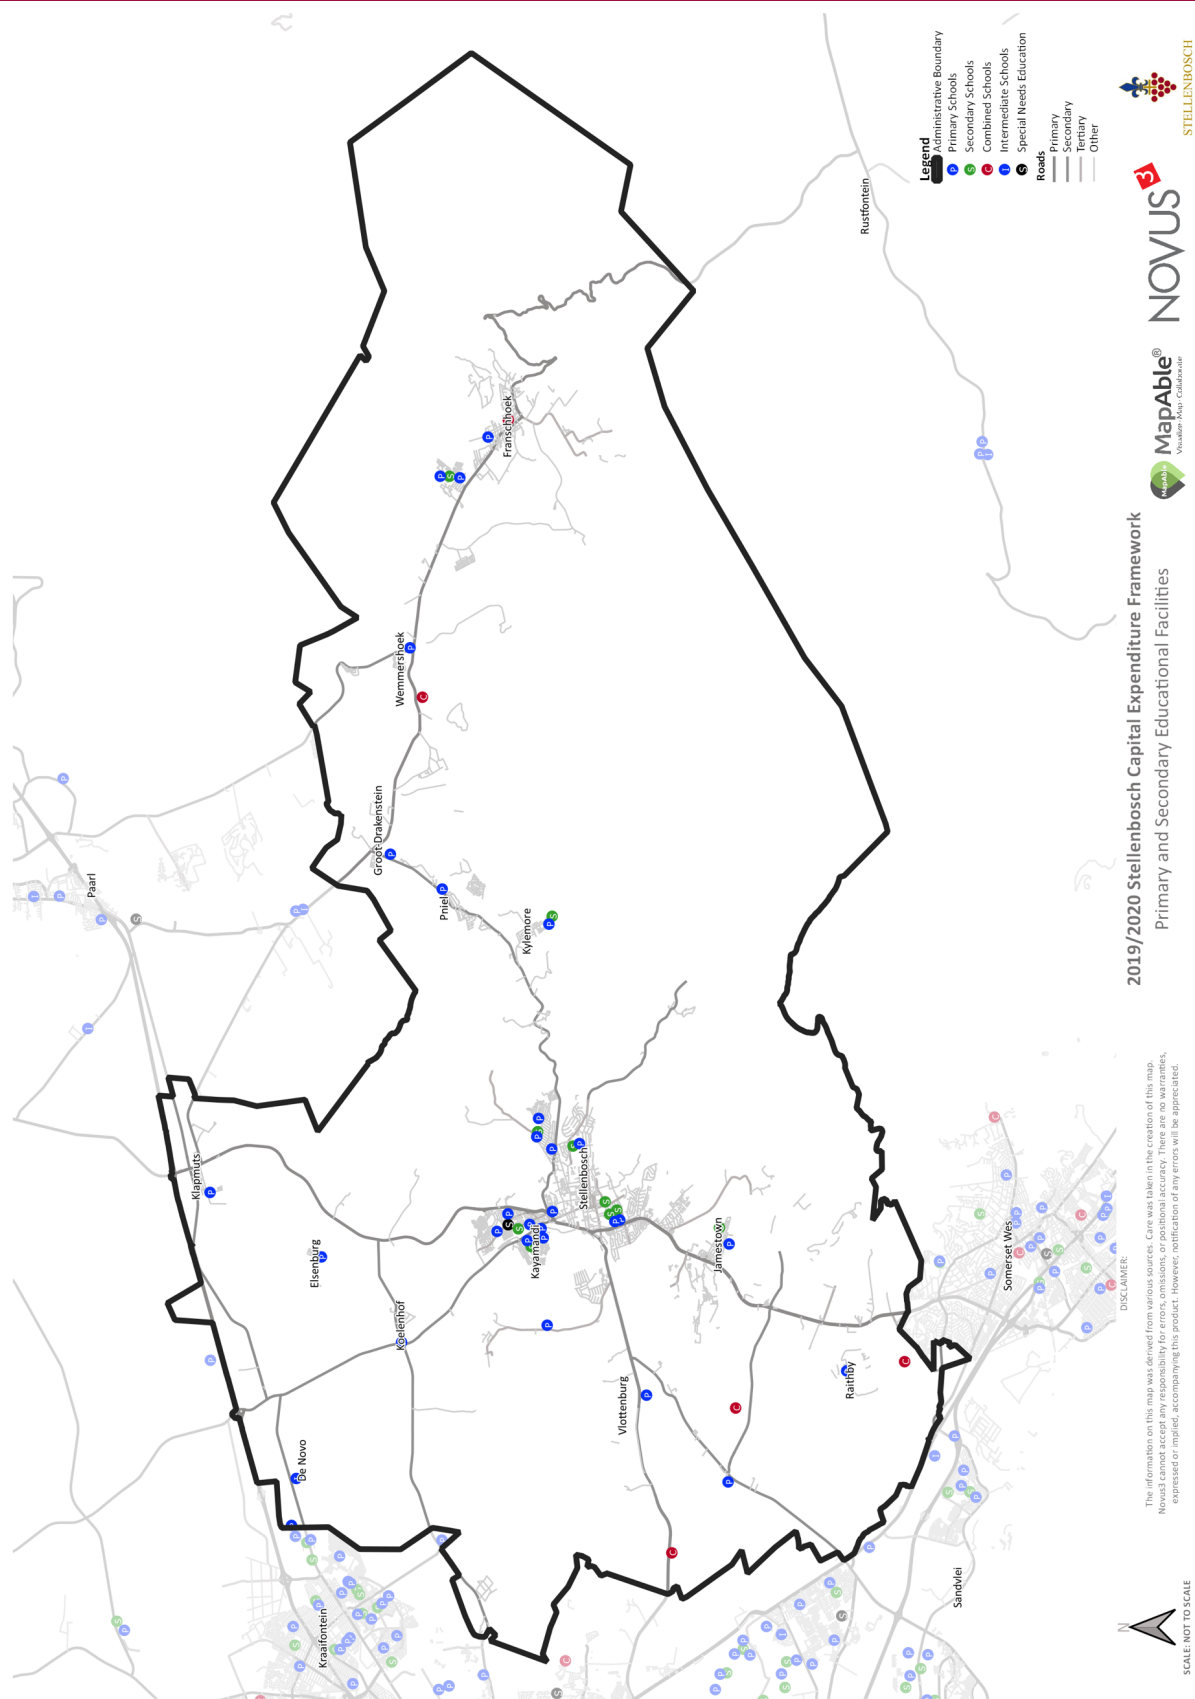 Legend
Administrative Boundary
P Primary Schools
S Secondary Schools
C Combined Schools
I Intermediate Schools
S Special Needs Education
Roads
Primary
Secondary
Tertiary
Other
Paarl
Klapmuts
De Novo
Elsenburg
Koelenhof
Kraaifontein
Groot-Drakenstein
Wemmershoek
Pniel
Kylemore
Franschhoek
Rustfontein
Kayamandi
Stellenbosch
Vlottenburg
Jamestown
Raithby
Somerset Wes
Sandvlei
N
SCALE: NOT TO SCALE
DISCLAIMER:
The information on this map was derived from various sources. Care was taken in the creation of this map.
Novus3 cannot accept any responsibility for errors, omissions, or positional accuracy. There are no warranties,
expressed or implied, accompanying this product. However, notification of any errors will be appreciated.
2019/2020 Stellenbosch Capital Expenditure Framework
Primary and Secondary Educational Facilities
MapAble
MapAble®
Visualize · Map · Collaborate
NOVUS3
STELLENBOSCH